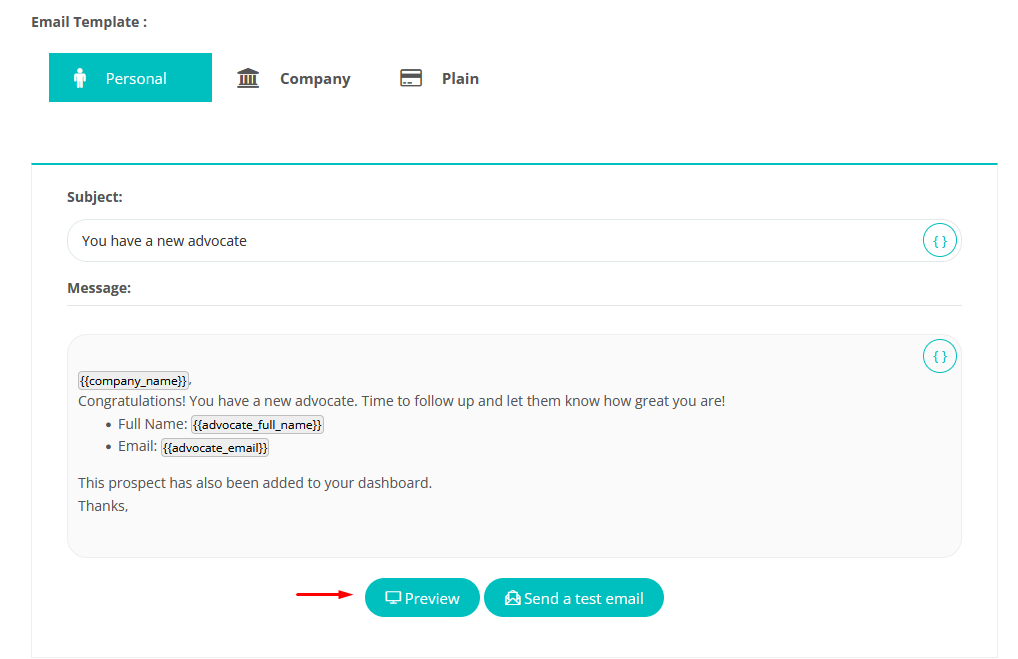 Email Template :
Personal Company Plain
Subject:
You have a new advocate { }
Message:
{ }
{{company_name}},
Congratulations! You have a new advocate. Time to follow up and let them know how great you are!
• Full Name: {{advocate_full_name}}
• Email: {{advocate_email}}
This prospect has also been added to your dashboard.
Thanks,
Preview Send a test email